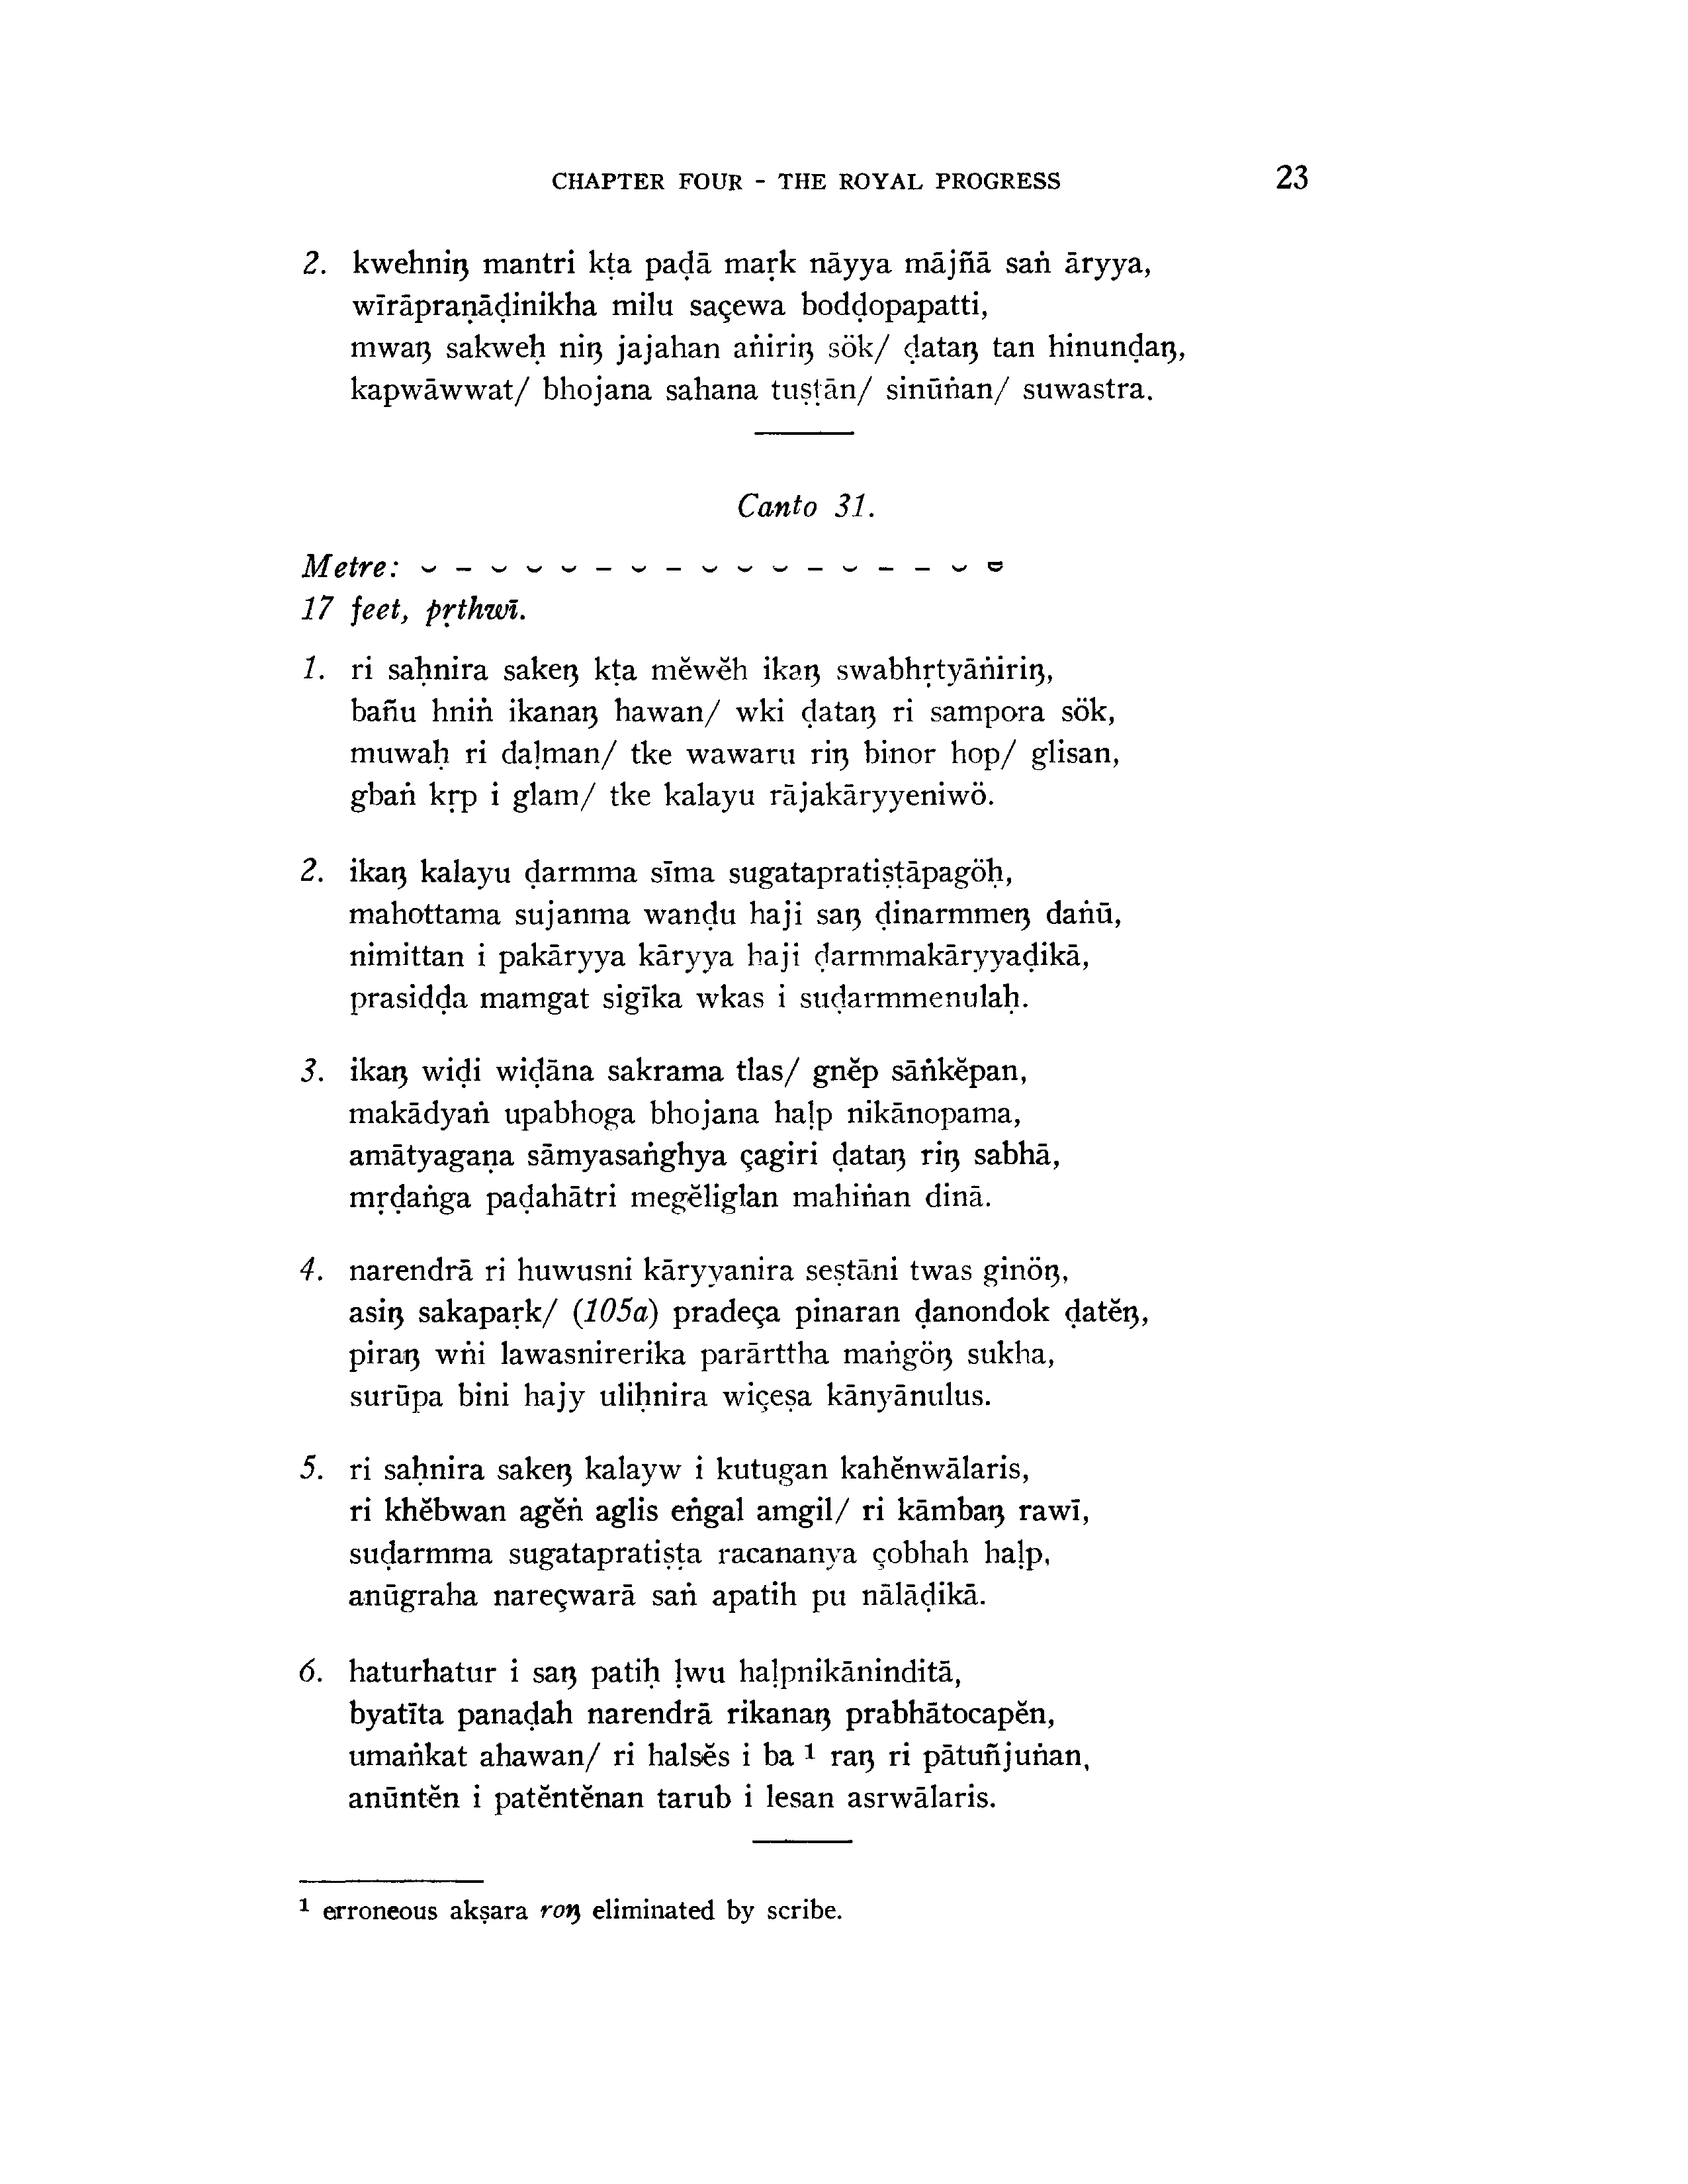 CHAPTER FOUR - THE ROYAL PROGRESS 23
2. kwehniŋ mantri kṭa paḍā maṛk nāyya mājñā saṅ āryya,
wīrāpraṇāḍinikha milu saçewa boddopapatti,
mwaŋ sakweḥ niŋ jajahan aṅiriŋ sök/ ḍataŋ tan hinunḍaŋ,
kapwāwwat/ bhojana sahana tuṣṭān/ sinūṅan/ suwastra.
Canto 31.
Metre: ⏑ – ⏑ ⏑ ⏑ – ⏑ – ⏑ ⏑ ⏑ – ⏑ – – ⏑ ⏓
17 feet, pṛthwī.
1. ri saḥnira sakeŋ kṭa mĕwĕh ikaŋ swabhṛtyāṅiriŋ,
bañu hniṅ ikanaŋ hawan/ wki ḍataŋ ri sampora sök,
muwaḥ ri daḷman/ tke wawaru riŋ binor hop/ glisan,
gbaṅ kṛp i glam/ tke kalayu rājakāryyeniwö.
2. ikaŋ kalayu ḍarmma sīma sugatapratiṣṭāpagöḥ,
mahottama sujanma wanḍu haji saŋ ḍinarmmeŋ daṅū,
nimittan i pakāryya kāryya haji ḍarmmakāryyaḍikā,
prasidḍa mamgat sigīka wkas i suḍarmmenulaḥ.
3. ikaŋ wiḍi wiḍāna sakrama tlas/ gnĕp sāṅkĕpan,
makādyaṅ upabhoga bhojana haḷp nikānopama,
amātyagaṇa sāmyasaṅghya çagiri ḍataŋ riŋ sabhā,
mṛḍaṅga paḍahātri megĕliglan mahiṅan dinā.
4. narendrā ri huwusni kāryyanira seṣtāni twas ginöŋ,
asiŋ sakapaṛk/ (105a) pradeça pinaran ḍanondok ḍatĕŋ,
piraŋ wṅi lawasnirerika parārttha maṅgöŋ sukha,
surūpa bini hajy uliḥnira wiçeṣa kānyānulus.
5. ri saḥnira sakeŋ kalayw i kutugan kahĕnwālaris,
ri khĕbwan agĕṅ aglis eṅgal amgil/ ri kāmbaŋ rawī,
suḍarmma sugatapratiṣṭa racananya çobhah haḷp,
anūgraha nareçwarā saṅ apatih pu nālāḍikā.
6. haturhatur i saŋ patiḥ ḷwu haḷpnikāninditā,
byatīta panaḍah narendrā rikanaŋ prabhātocapĕn,
umaṅkat ahawan/ ri halsĕs i ba ¹ raŋ ri pātuñjuṅan,
anūntĕn i patĕntĕnan tarub i lesan asrwālaris.
¹ erroneous akṣara roŋ eliminated by scribe.